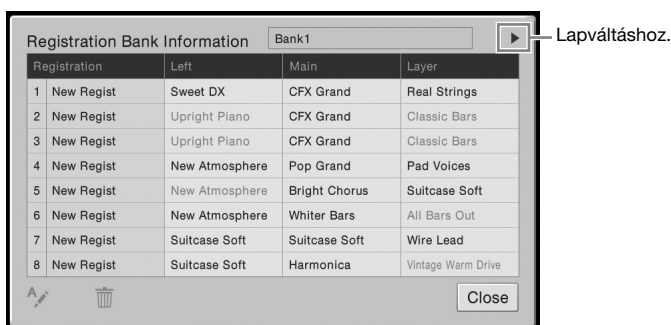 Registration Bank Information Bank1 Lapváltáshoz.
Registration Left Main Layer
1 New Regist Sweet DX CFX Grand Real Strings
2 New Regist Upright Piano CFX Grand Classic Bars
3 New Regist Upright Piano CFX Grand Classic Bars
4 New Regist New Atmosphere Pop Grand Pad Voices
5 New Regist New Atmosphere Bright Chorus Suitcase Soft
6 New Regist New Atmosphere Whiter Bars All Bars Out
7 New Regist Suitcase Soft Suitcase Soft Wire Lead
8 New Regist Suitcase Soft Harmonica Vintage Warm Drive
A Close